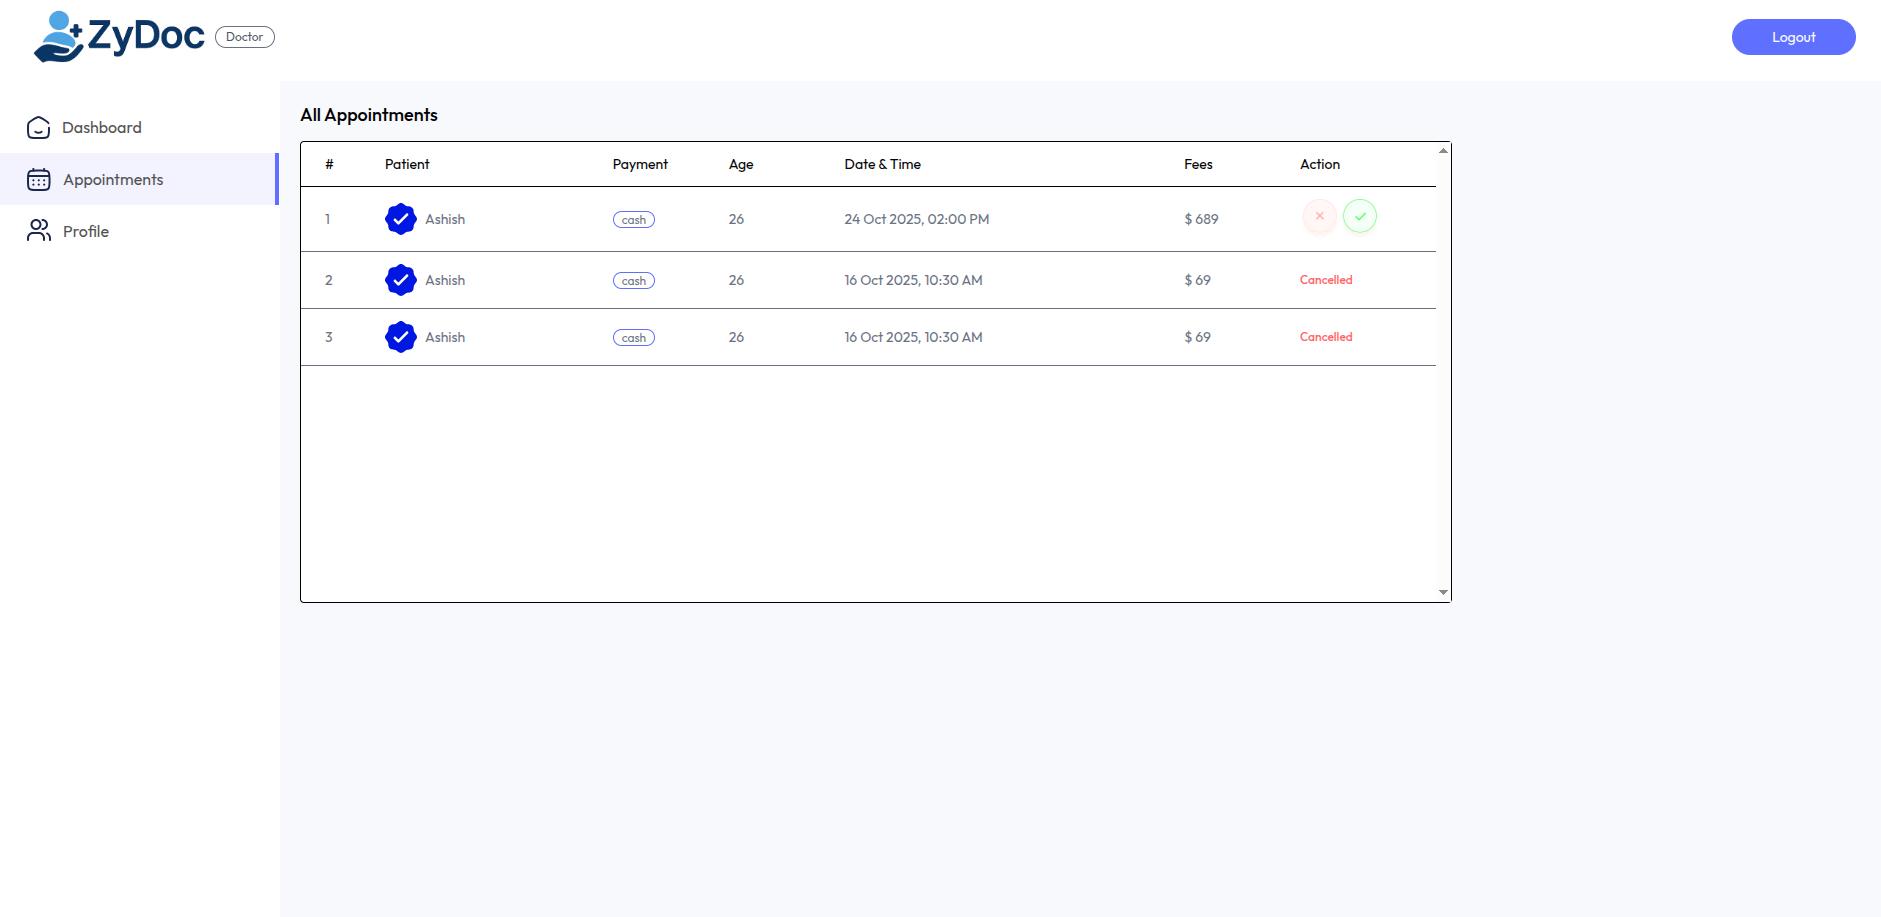 ZyDoc Doctor Logout
Dashboard
Appointments
Profile
All Appointments
# Patient Payment Age Date & Time Fees Action
1 Ashish cash 26 24 Oct 2025, 02:00 PM $ 689
2 Ashish cash 26 16 Oct 2025, 10:30 AM $ 69 Cancelled
3 Ashish cash 26 16 Oct 2025, 10:30 AM $ 69 Cancelled